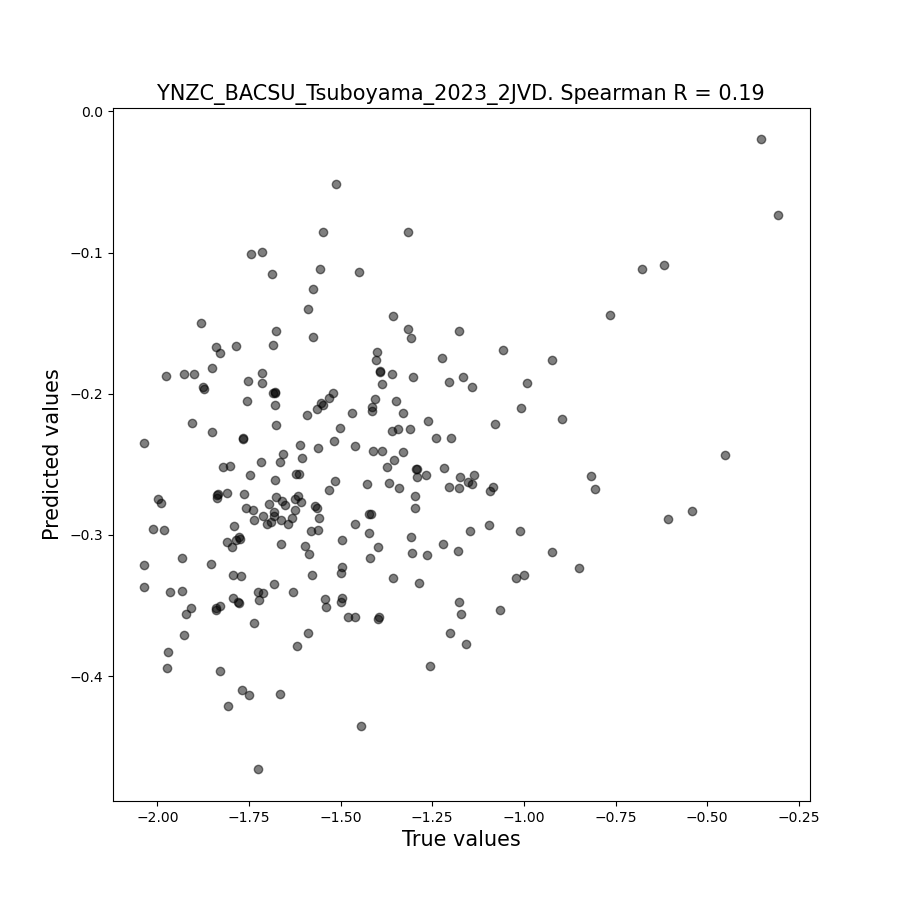 YNZC_BACSU_Tsuboyama_2023_2JVD. Spearman R = 0.19
0.0
−0.1
−0.2
−0.3
−0.4
Predicted values
−2.00 −1.75 −1.50 −1.25 −1.00 −0.75 −0.50 −0.25
True values